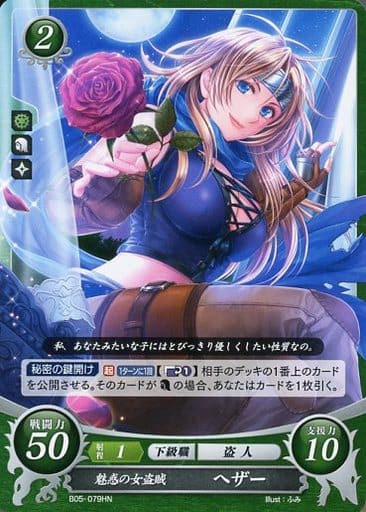 2
私、あなたみたいな子にはとびっきり優しくしたい性質なの。
秘密の鍵開け 起 1ターンに1回 【1】相手のデッキの1番上のカード
を公開させる。そのカードが の場合、あなたはカードを1枚引く。
戦闘力 50
射程 1
下級職
盗人
支援力 10
魅惑の女盗賊 ヘザー
B05-079HN
Illust:ふみ